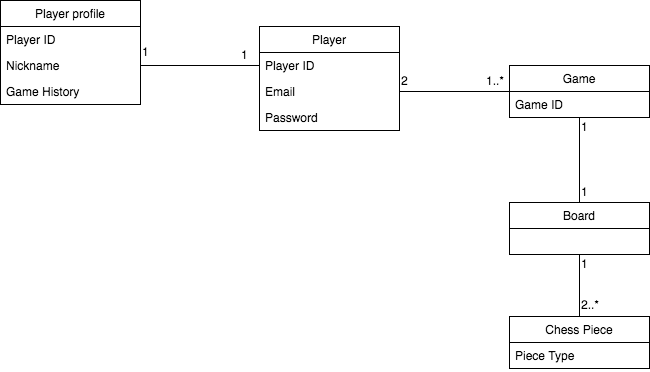 Player profile
Player ID
Nickname
Game History
1
1
Player
Player ID
Email
Password
2
1..*
Game
Game ID
1
1
Board
1
2..*
Chess Piece
Piece Type